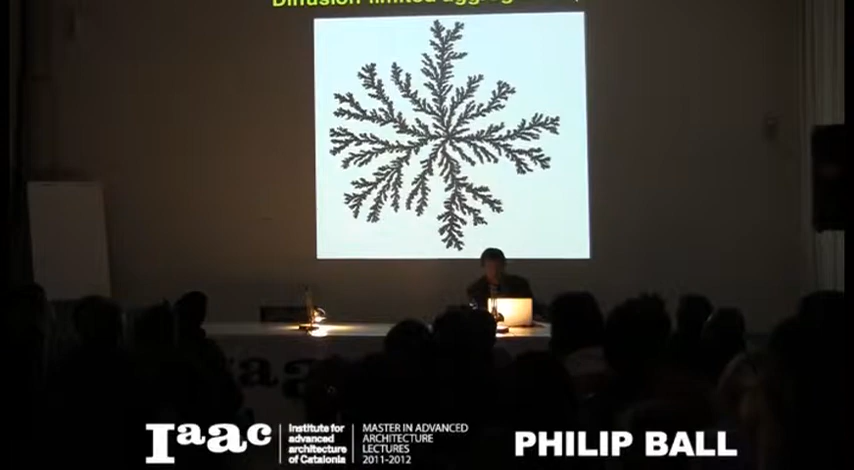 Diffusion-limited
Iaac
Institute for
advanced
architecture
of Catalonia
MASTER IN ADVANCED
ARCHITECTURE
LECTURES
2011-2012
PHILIP BALL